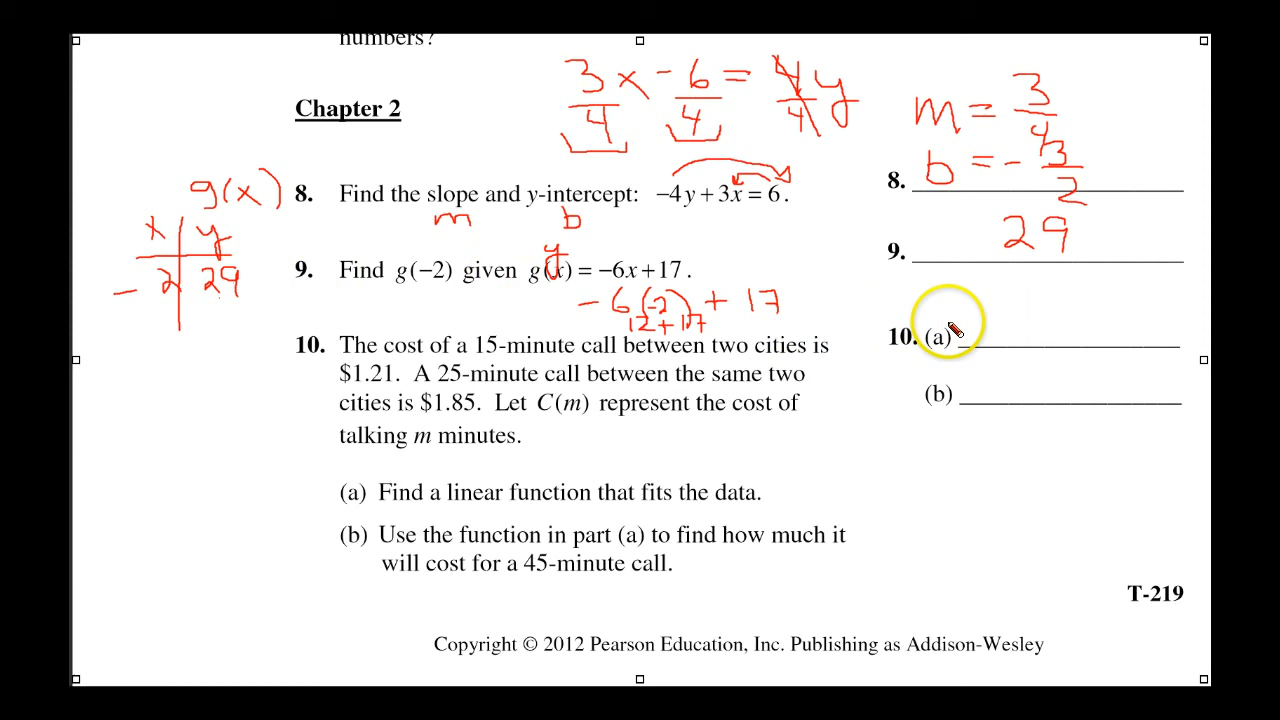 numbers?
3x - 6 = 4y
4 4 4
m = 3/4
b = - 3/2
Chapter 2
8. Find the slope and y-intercept: −4y + 3x = 6.
m b
8.
g(x)
x y
- 2 29
29
9.
y
9. Find g(−2) given g(x) = −6x + 17.
- 6 (-2) + 17
12 + 17
10. The cost of a 15-minute call between two cities is
$1.21. A 25-minute call between the same two
cities is $1.85. Let C(m) represent the cost of
talking m minutes.
10. (a)
(b)
(a) Find a linear function that fits the data.
(b) Use the function in part (a) to find how much it
will cost for a 45-minute call.
T-219
Copyright © 2012 Pearson Education, Inc. Publishing as Addison-Wesley